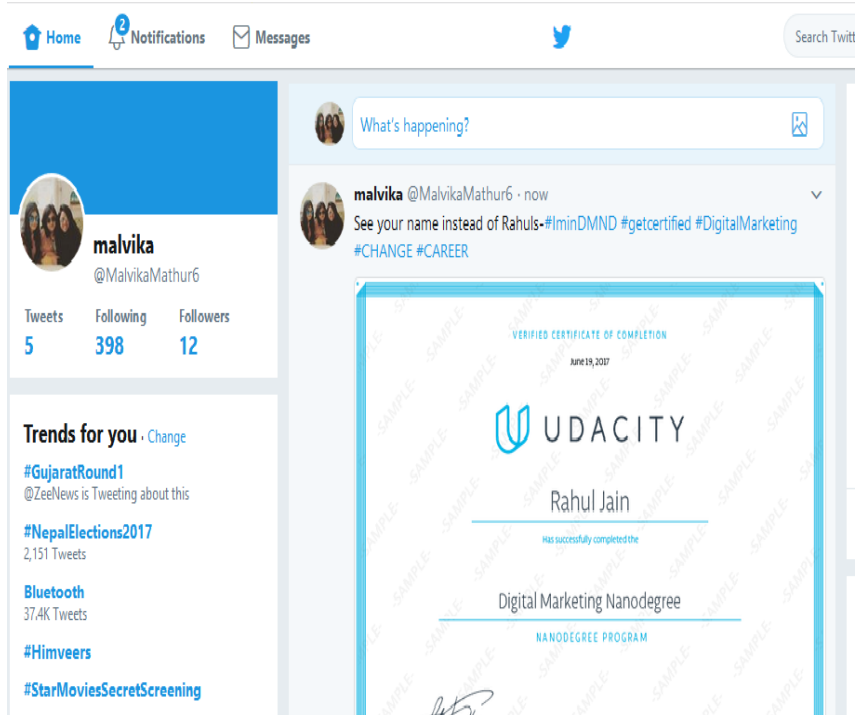 Home
2
Notifications
Messages
Search Twitt
What's happening?
malvika
@MalvikaMathur6
Tweets
Following
Followers
5
398
12
malvika @MalvikaMathur6 · now
See your name instead of Rahuls-#IminDMND #getcertified #DigitalMarketing
#CHANGE #CAREER
VERIFIED CERTIFICATE OF COMPLETION
June 19, 2017
UDACITY
Rahul Jain
Has successfully completed the
Digital Marketing Nanodegree
NANODEGREE PROGRAM
-SAMPLE-
Trends for you · Change
#GujaratRound1
@ZeeNews is Tweeting about this
#NepalElections2017
2,151 Tweets
Bluetooth
37.4K Tweets
#Himveers
#StarMoviesSecretScreening